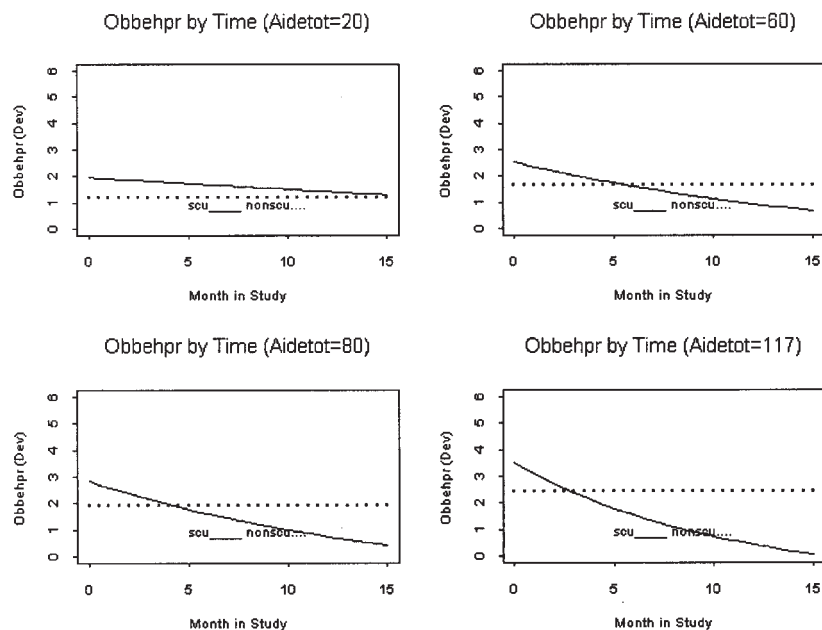 Obbehpr by Time (Aidetot=20)
Obbehpr(Dev)
6
5
4
3
2
1
0
scu____ nonscu....
0 5 10 15
Month in Study
Obbehpr by Time (Aidetot=60)
Obbehpr(Dev)
6
5
4
3
2
1
0
scu____ nonscu....
0 5 10 15
Month in Study
Obbehpr by Time (Aidetot=80)
Obbehpr(Dev)
6
5
4
3
2
1
0
scu____ nonscu....
0 5 10 15
Month in Study
Obbehpr by Time (Aidetot=117)
Obbehpr(Dev)
6
5
4
3
2
1
0
scu____ nonscu....
0 5 10 15
Month in Study